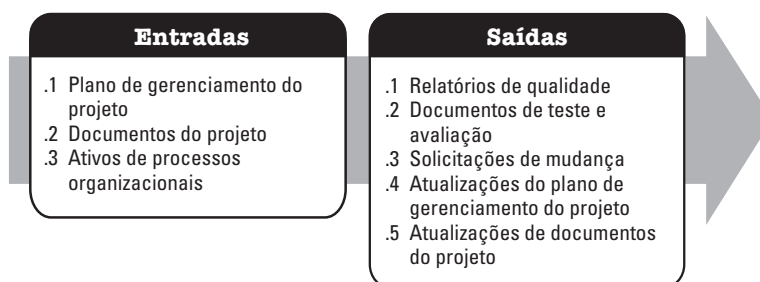 Entradas
.1 Plano de gerenciamento do
projeto
.2 Documentos do projeto
.3 Ativos de processos
organizacionais
Saídas
.1 Relatórios de qualidade
.2 Documentos de teste e
avaliação
.3 Solicitações de mudança
.4 Atualizações do plano de
gerenciamento do projeto
.5 Atualizações de documentos
do projeto